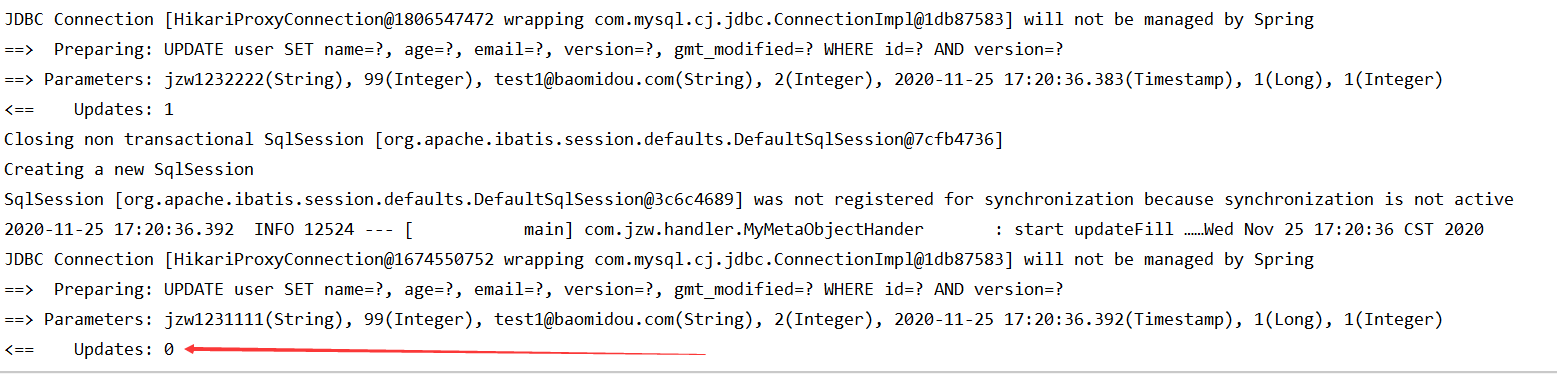 JDBC Connection [HikariProxyConnection@1806547472 wrapping com.mysql.cj.jdbc.ConnectionImpl@1db87583] will not be managed by Spring
==>  Preparing: UPDATE user SET name=?, age=?, email=?, version=?, gmt_modified=? WHERE id=? AND version=?
==> Parameters: jzw1232222(String), 99(Integer), test1@baomidou.com(String), 2(Integer), 2020-11-25 17:20:36.383(Timestamp), 1(Long), 1(Integer)
<==    Updates: 1
Closing non transactional SqlSession [org.apache.ibatis.session.defaults.DefaultSqlSession@7cfb4736]
Creating a new SqlSession
SqlSession [org.apache.ibatis.session.defaults.DefaultSqlSession@3c6c4689] was not registered for synchronization because synchronization is not active
2020-11-25 17:20:36.392  INFO 12524 --- [           main] com.jzw.handler.MyMetaObjectHander       : start updateFill ……Wed Nov 25 17:20:36 CST 2020
JDBC Connection [HikariProxyConnection@1674550752 wrapping com.mysql.cj.jdbc.ConnectionImpl@1db87583] will not be managed by Spring
==>  Preparing: UPDATE user SET name=?, age=?, email=?, version=?, gmt_modified=? WHERE id=? AND version=?
==> Parameters: jzw1231111(String), 99(Integer), test1@baomidou.com(String), 2(Integer), 2020-11-25 17:20:36.392(Timestamp), 1(Long), 1(Integer)
<==    Updates: 0